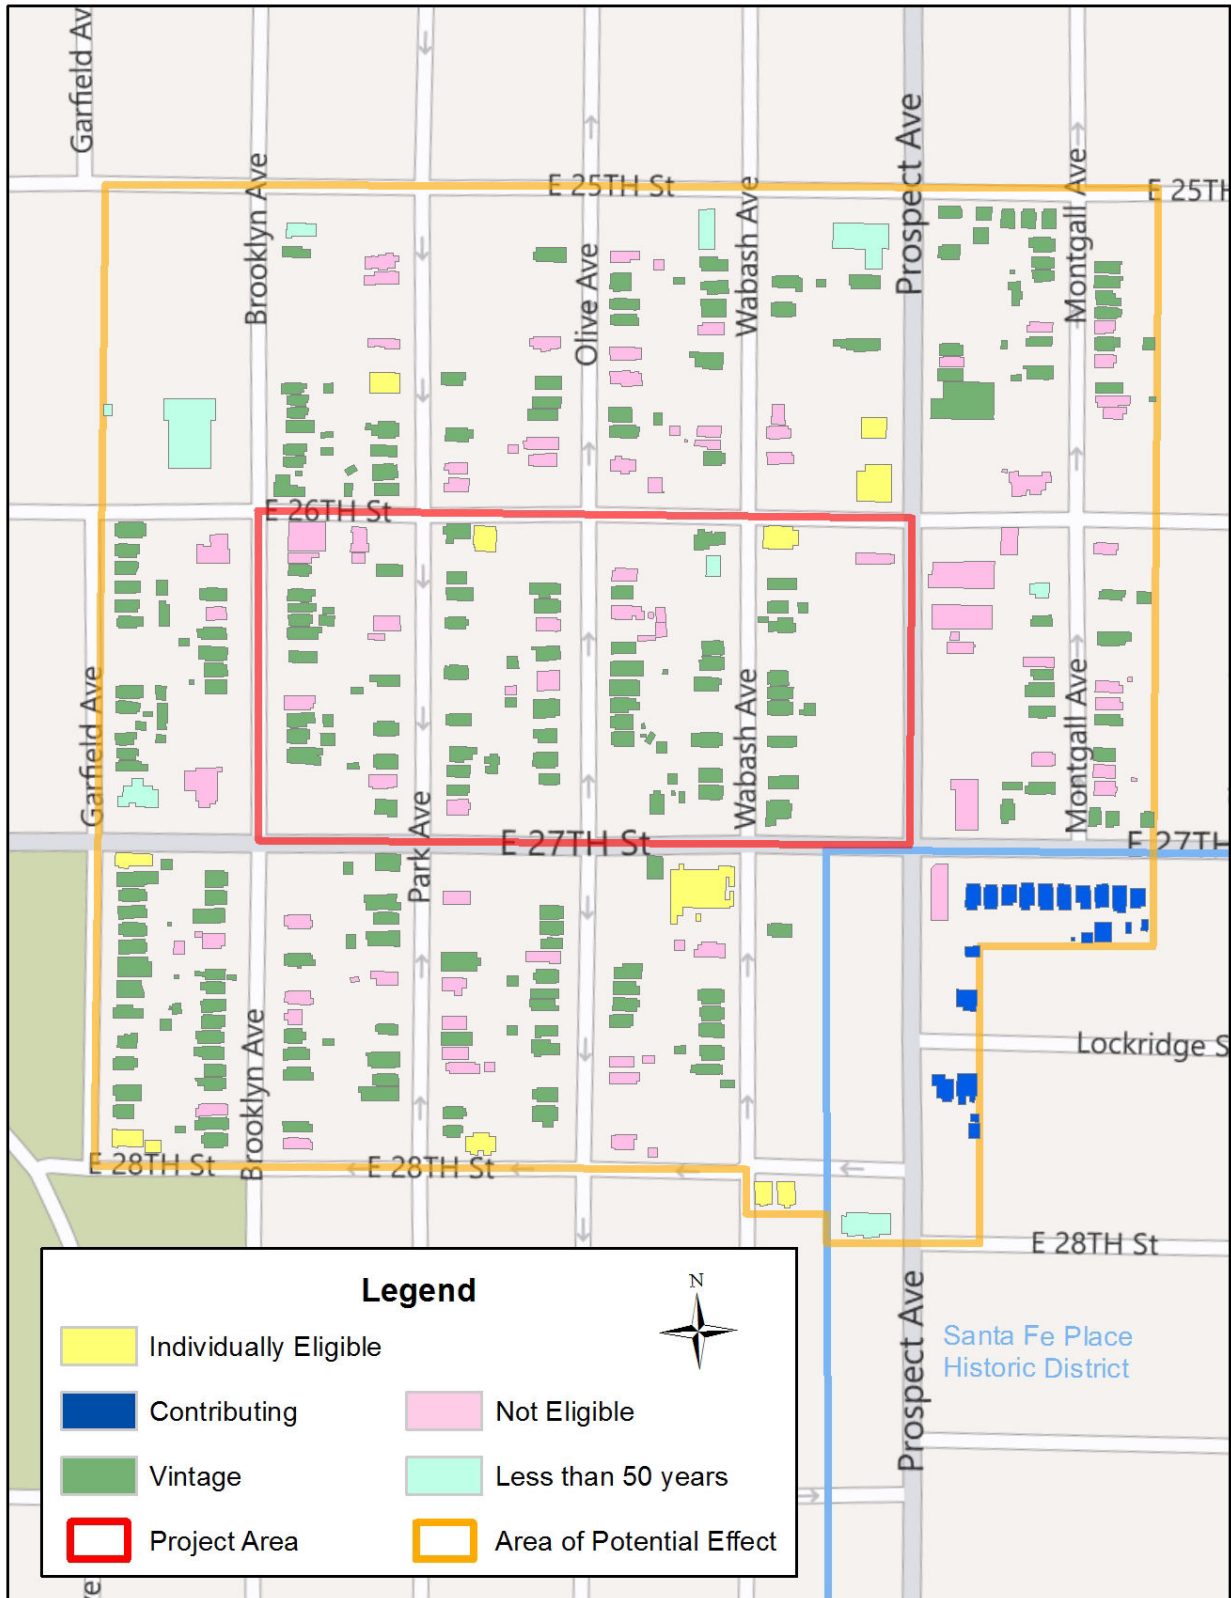 Garfield Ave
Brooklyn Ave
E 25TH St
Olive Ave
Wabash Ave
Prospect Ave
Montgall Ave
E 25TH
E 26TH St
Garfield Ave
Park Ave
E 27TH St
Wabash Ave
Montgall Ave
E 27TH
Brooklyn Ave
Lockridge S
E 28TH St
E 28TH St
E 28TH St
Prospect Ave
Santa Fe Place
Historic District
Legend
N
Individually Eligible
Contributing
Not Eligible
Vintage
Less than 50 years
Project Area
Area of Potential Effect
ve